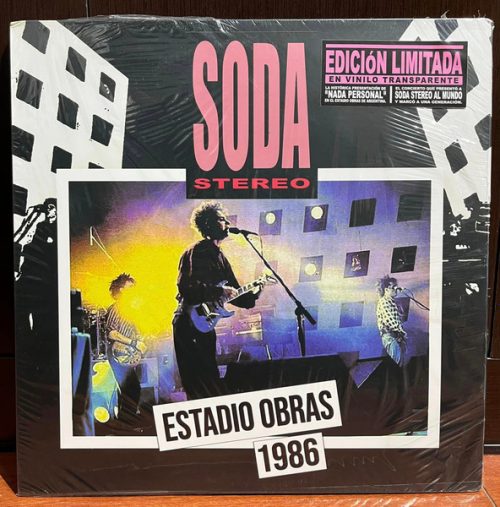 SODA
STEREO
EDICIÓN LIMITADA
EN VINILO TRANSPARENTE
LA HISTÓRICA PRESENTACIÓN DE
"NADA PERSONAL"
EN EL ESTADIO OBRAS DE ARGENTINA.
EL CONCIERTO QUE PRESENTÓ A
SODA STEREO AL MUNDO
Y MARCÓ A UNA GENERACIÓN.
ESTADIO OBRAS
1986